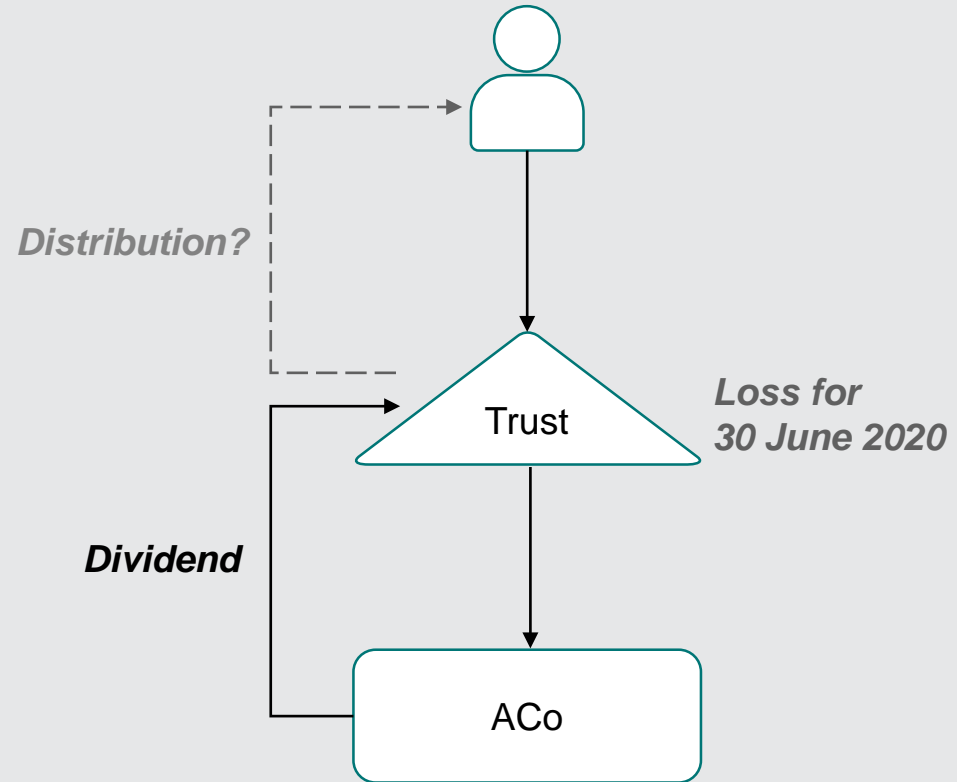 Distribution?
Loss for
30 June 2020
Trust
Dividend
ACo